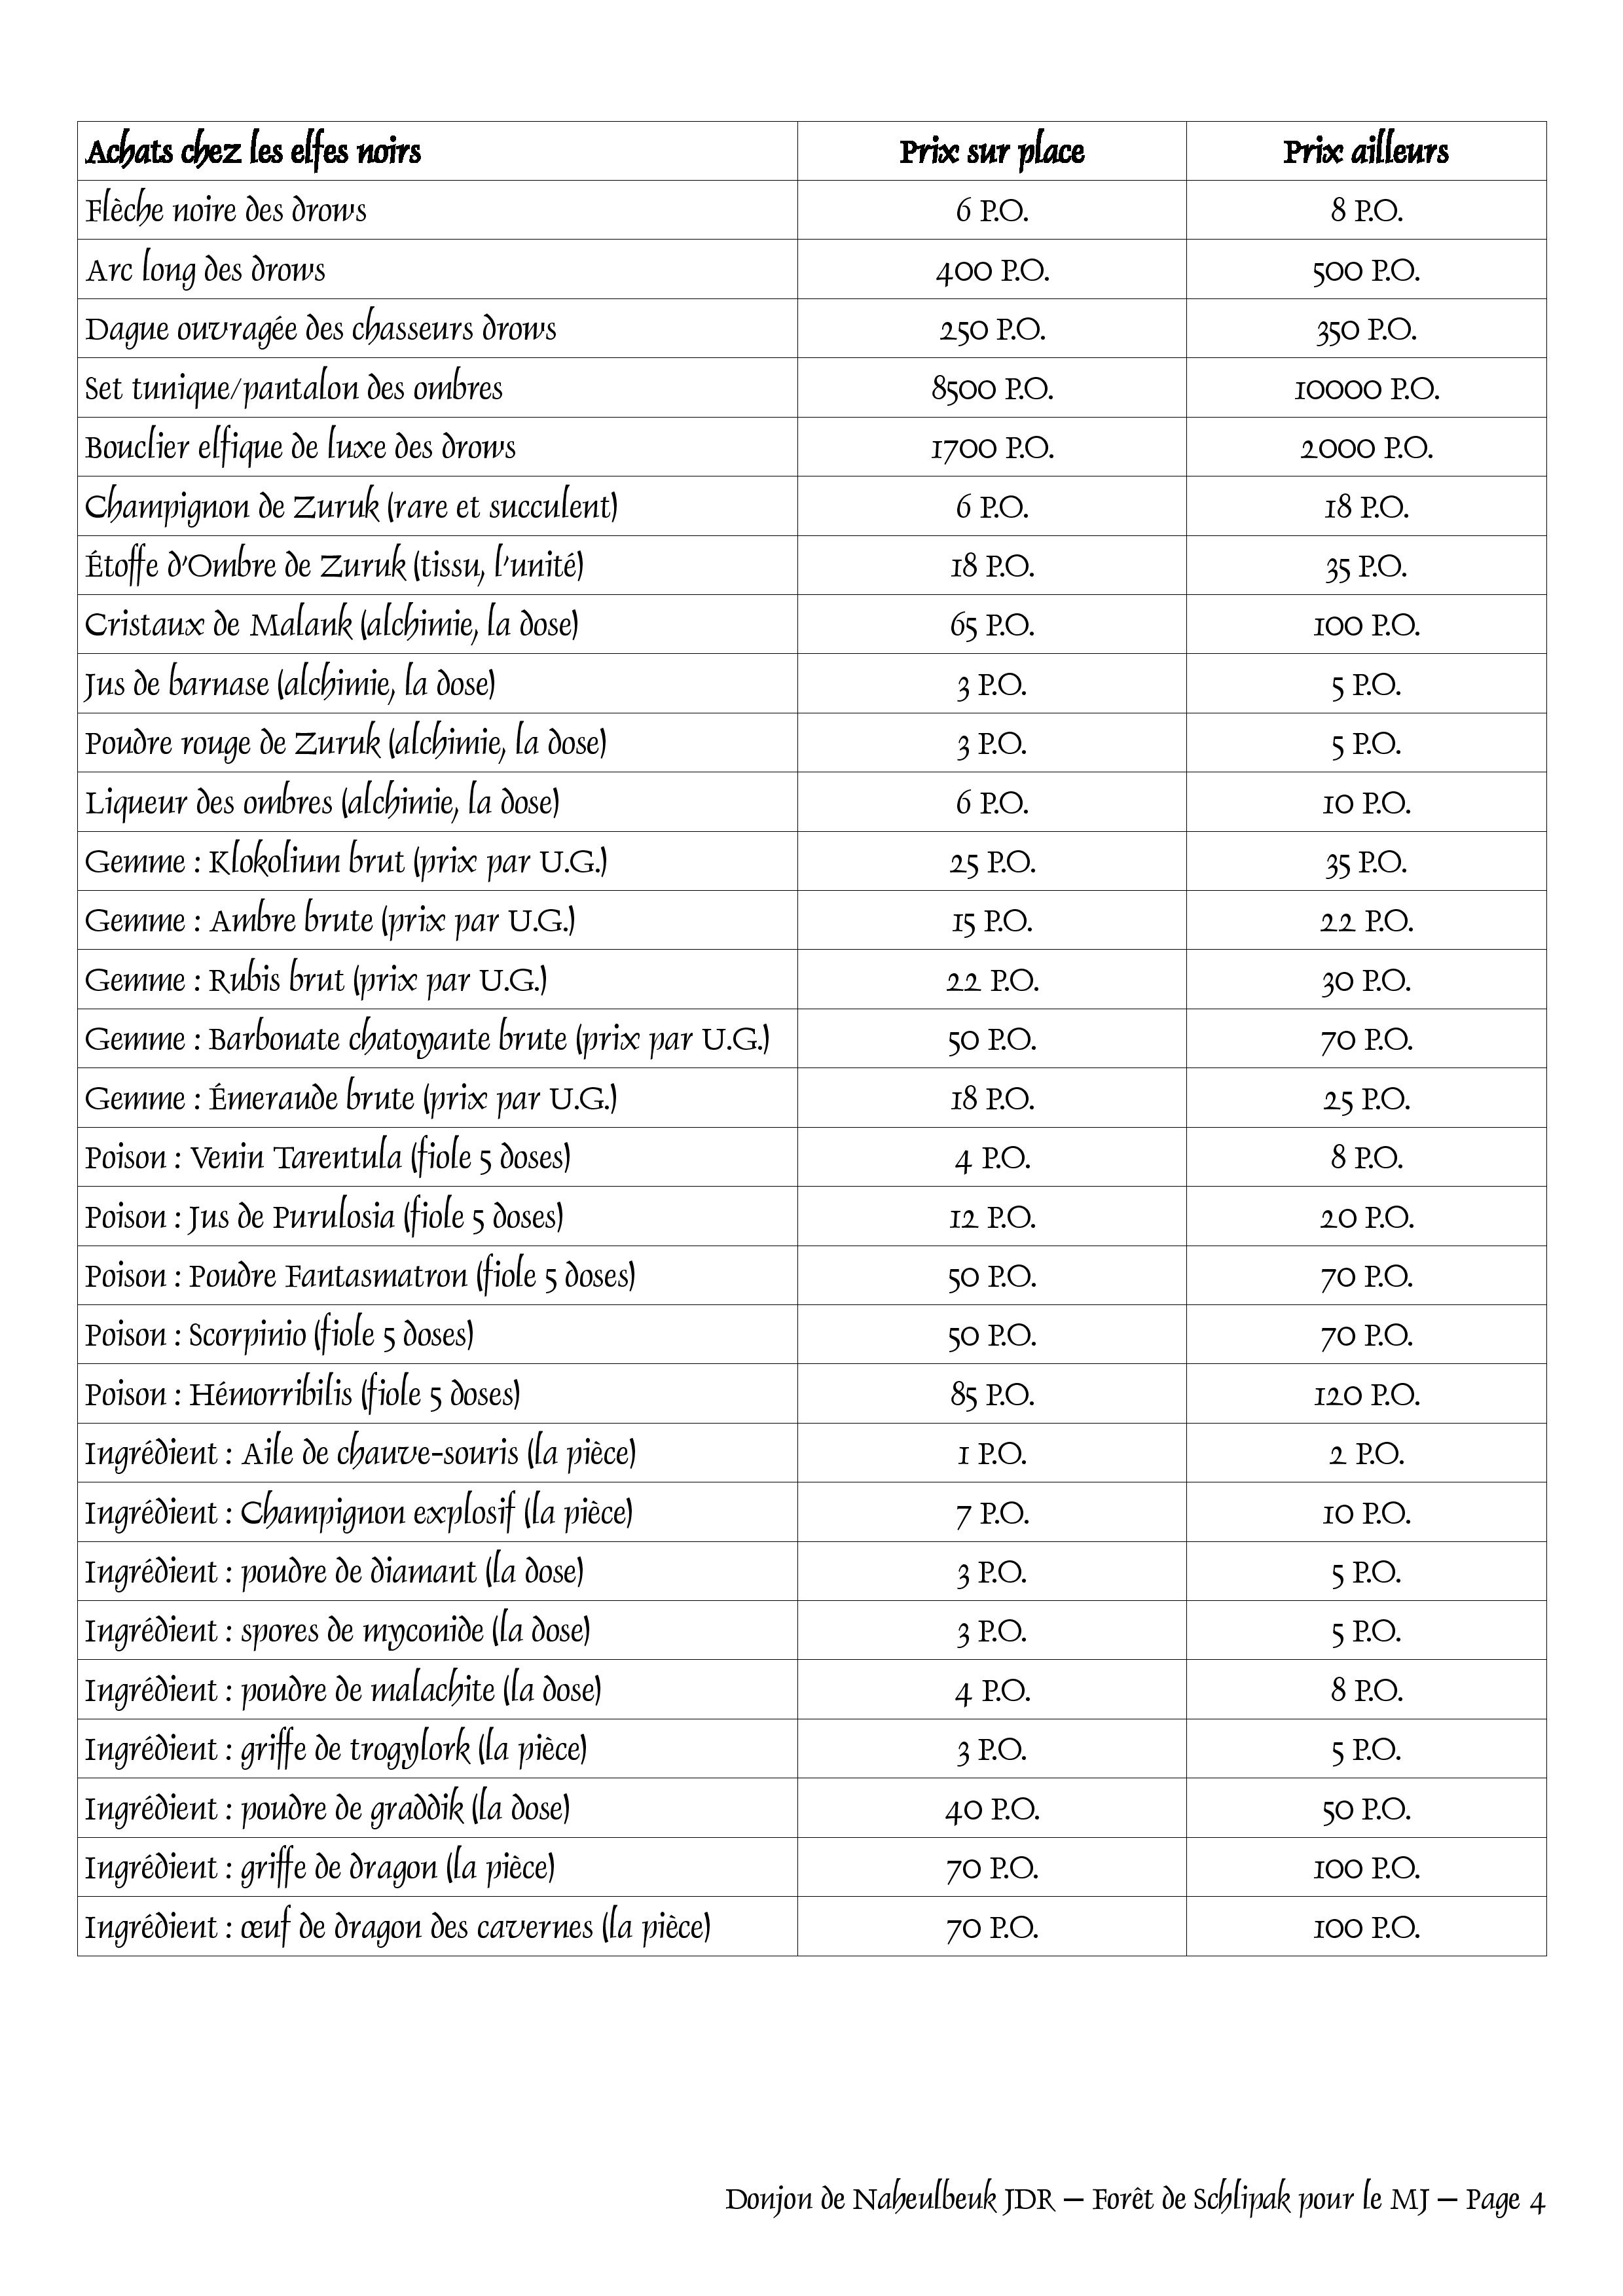 Achats chez les elfes noirs Prix sur place Prix ailleurs
Flèche noire des drows 6 P.O. 8 P.O.
Arc long des drows 400 P.O. 500 P.O.
Dague ouvragée des chasseurs drows 250 P.O. 350 P.O.
Set tunique/pantalon des ombres 8500 P.O. 10000 P.O.
Bouclier elfique de luxe des drows 1700 P.O. 2000 P.O.
Champignon de Zuruk (rare et succulent) 6 P.O. 18 P.O.
Étoffe d'Ombre de Zuruk (tissu, l'unité) 18 P.O. 35 P.O.
Cristaux de Malank (alchimie, la dose) 65 P.O. 100 P.O.
Jus de barnase (alchimie, la dose) 3 P.O. 5 P.O.
Poudre rouge de Zuruk (alchimie, la dose) 3 P.O. 5 P.O.
Liqueur des ombres (alchimie, la dose) 6 P.O. 10 P.O.
Gemme : Klokolium brut (prix par U.G.) 25 P.O. 35 P.O.
Gemme : Ambre brute (prix par U.G.) 15 P.O. 22 P.O.
Gemme : Rubis brut (prix par U.G.) 22 P.O. 30 P.O.
Gemme : Barbonate chatoyante brute (prix par U.G.) 50 P.O. 70 P.O.
Gemme : Émeraude brute (prix par U.G.) 18 P.O. 25 P.O.
Poison : Venin Tarentula (fiole 5 doses) 4 P.O. 8 P.O.
Poison : Jus de Purulosia (fiole 5 doses) 12 P.O. 20 P.O.
Poison : Poudre Fantasmatron (fiole 5 doses) 50 P.O. 70 P.O.
Poison : Scorpinio (fiole 5 doses) 50 P.O. 70 P.O.
Poison : Hémorribilis (fiole 5 doses) 85 P.O. 120 P.O.
Ingrédient : Aile de chauve-souris (la pièce) 1 P.O. 2 P.O.
Ingrédient : Champignon explosif (la pièce) 7 P.O. 10 P.O.
Ingrédient : poudre de diamant (la dose) 3 P.O. 5 P.O.
Ingrédient : spores de myconide (la dose) 3 P.O. 5 P.O.
Ingrédient : poudre de malachite (la dose) 4 P.O. 8 P.O.
Ingrédient : griffe de trogylork (la pièce) 3 P.O. 5 P.O.
Ingrédient : poudre de graddik (la dose) 40 P.O. 50 P.O.
Ingrédient : griffe de dragon (la pièce) 70 P.O. 100 P.O.
Ingrédient : œuf de dragon des cavernes (la pièce) 70 P.O. 100 P.O.
Donjon de Naheulbeuk JDR – Forêt de Schlipak pour le MJ – Page 4